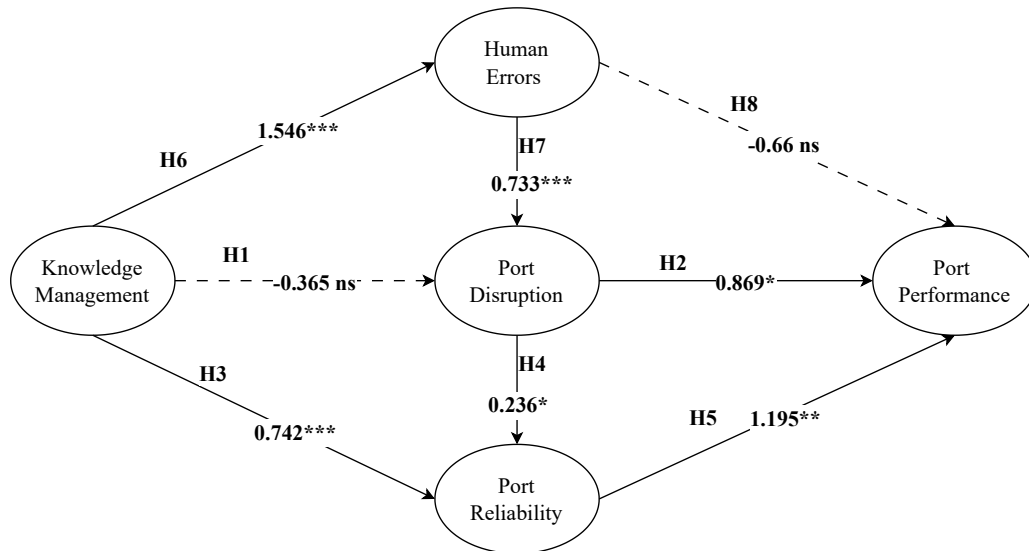 Human
Errors
H8
1.546***
-0.66 ns
H6
H7
0.733***
Knowledge
Management
H1
-0.365 ns
Port
Disruption
H2
0.869*
Port
Performance
H3
0.742***
H4
0.236*
H5
1.195**
Port
Reliability